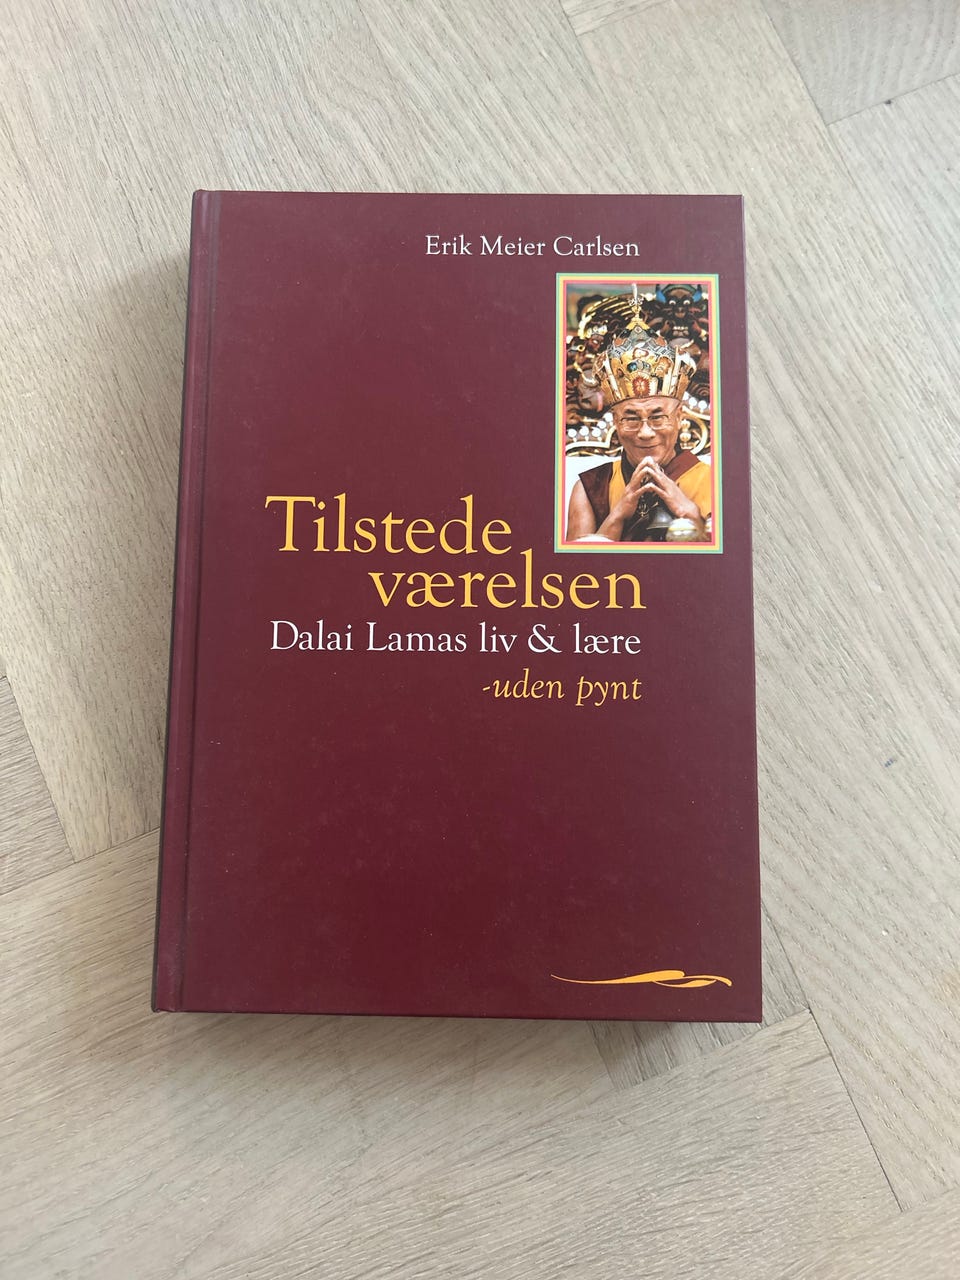 Erik Meier Carlsen
Tilstede
værelsen
Dalai Lamas liv & lære
-uden pynt